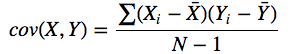 cov(X, Y) = ∑(Xᵢ − X̄)(Yᵢ − Ȳ) / N − 1